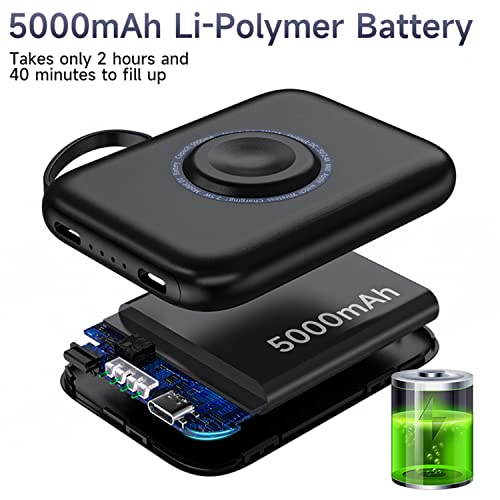 5000mAh Li-Polymer Battery
Takes only 2 hours and
40 minutes to fill up
5000mAh